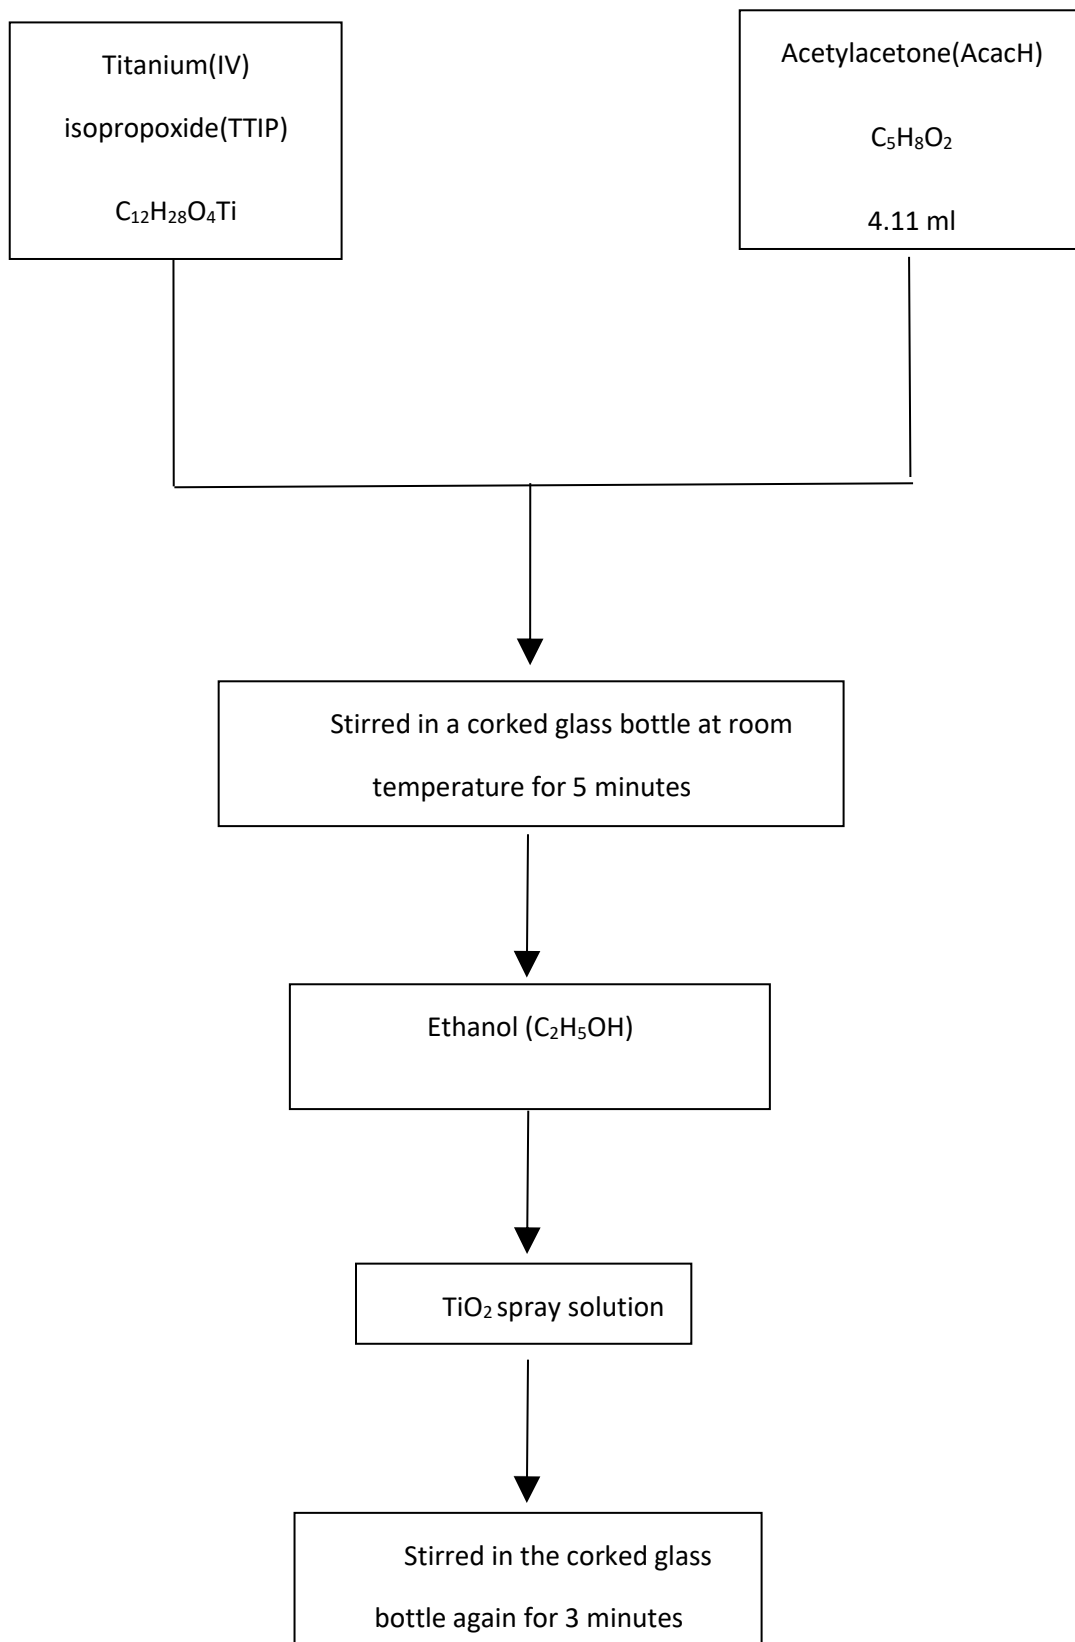 Titanium(IV)
isopropoxide(TTIP)
C₁₂H₂₈O₄Ti
Acetylacetone(AcacH)
C₅H₈O₂
4.11 ml
Stirred in a corked glass bottle at room
temperature for 5 minutes
Ethanol (C₂H₅OH)
TiO₂ spray solution
Stirred in the corked glass
bottle again for 3 minutes